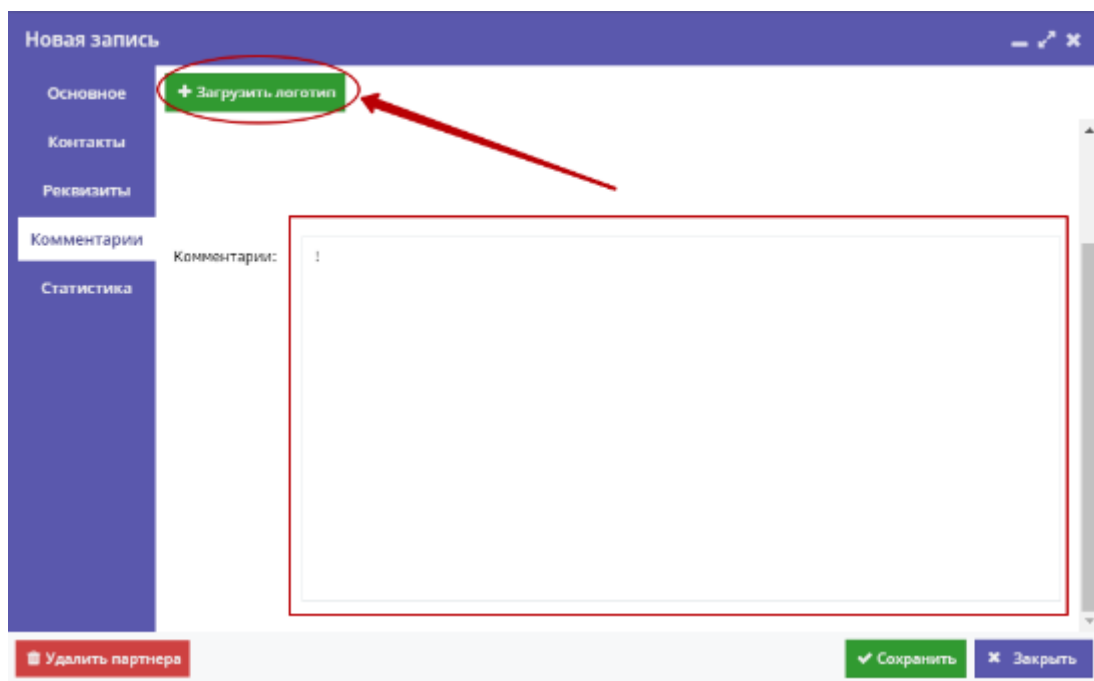 Новая запись
Основное
+ Загрузить логотип
Контакты
Реквизиты
Комментарии
Комментарии:
!
Статистика
Удалить партнера
Сохранить
Закрыть